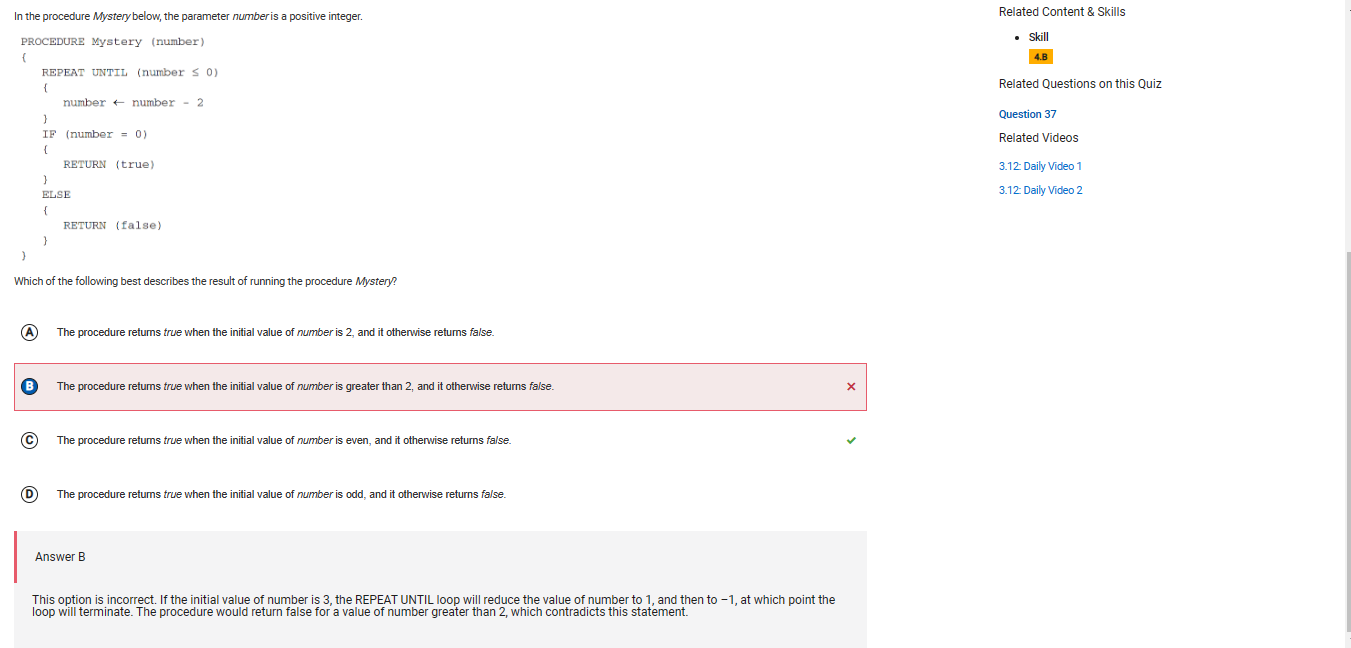 In the procedure Mystery below, the parameter number is a positive integer.
PROCEDURE Mystery (number)
{
REPEAT UNTIL (number ≤ 0)
{
number ← number - 2
}
IF (number = 0)
{
RETURN (true)
}
ELSE
{
RETURN (false)
}
}
Which of the following best describes the result of running the procedure Mystery?
A The procedure returns true when the initial value of number is 2, and it otherwise returns false.
B The procedure returns true when the initial value of number is greater than 2, and it otherwise returns false.
C The procedure returns true when the initial value of number is even, and it otherwise returns false.
D The procedure returns true when the initial value of number is odd, and it otherwise returns false.
Answer B
This option is incorrect. If the initial value of number is 3, the REPEAT UNTIL loop will reduce the value of number to 1, and then to −1, at which point the
loop will terminate. The procedure would return false for a value of number greater than 2, which contradicts this statement.
Related Content & Skills
• Skill
4.B
Related Questions on this Quiz
Question 37
Related Videos
3.12: Daily Video 1
3.12: Daily Video 2